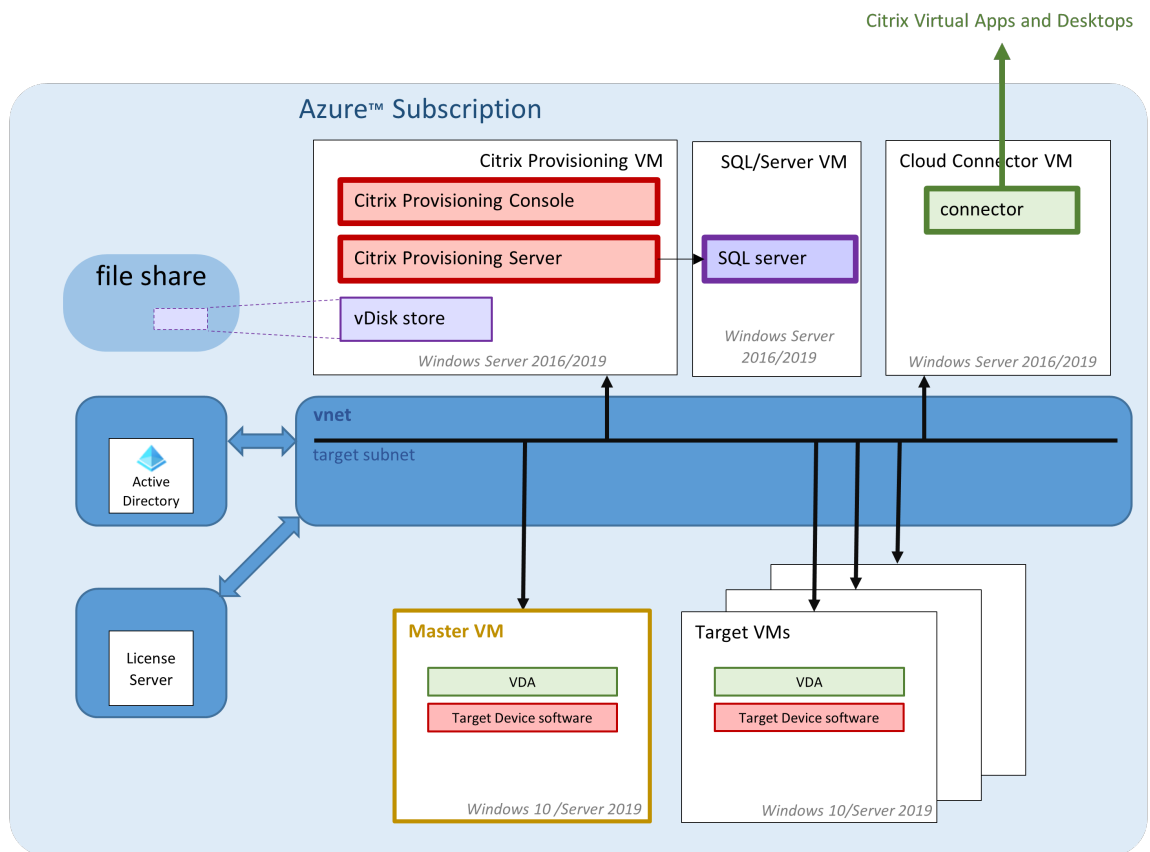 Citrix Virtual Apps and Desktops
Azure™ Subscription
Citrix Provisioning VM
Citrix Provisioning Console
Citrix Provisioning Server
vDisk store
Windows Server 2016/2019
SQL/Server VM
SQL server
Windows Server
2016/2019
Cloud Connector VM
connector
Windows Server 2016/2019
file share
vnet
target subnet
Active
Directory
License
Server
Master VM
VDA
Target Device software
Windows 10 /Server 2019
Target VMs
VDA
Target Device software
Windows 10/Server 2019